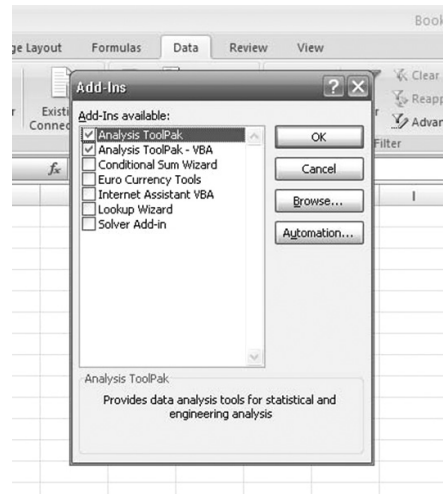 Book
ge Layout Formulas Data Review View
Add-Ins
Clear
Reapp
Advan
Existi
Connec
Filter
Add-Ins available:
Analysis ToolPak
Analysis ToolPak - VBA
Conditional Sum Wizard
Euro Currency Tools
Internet Assistant VBA
Lookup Wizard
Solver Add-in
OK
Cancel
Browse...
Automation...
fx
I
Analysis ToolPak
Provides data analysis tools for statistical and
engineering analysis